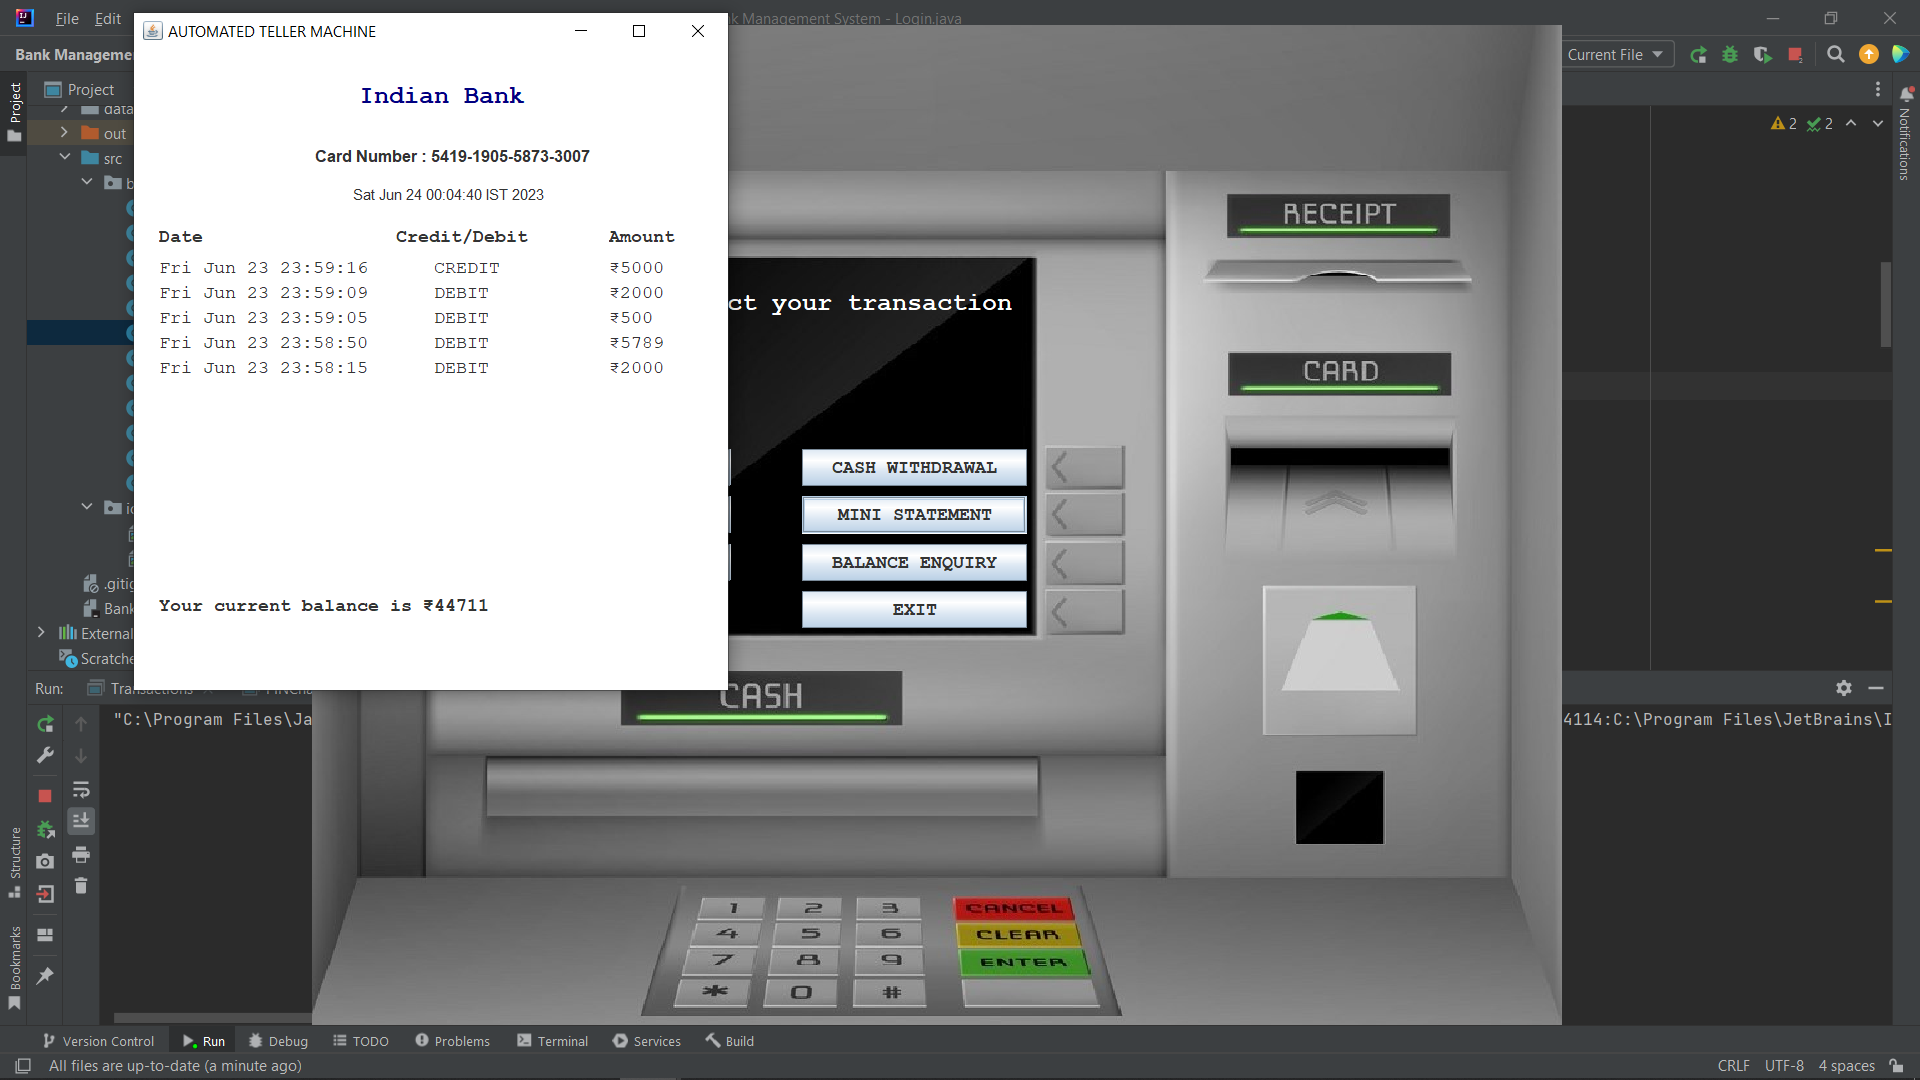 File Edit
Bank Management System - Login.java
Current File
AUTOMATED TELLER MACHINE
Indian Bank
Card Number : 5419-1905-5873-3007
Sat Jun 24 00:04:40 IST 2023
Date Credit/Debit Amount
Fri Jun 23 23:59:16 CREDIT ₹5000
Fri Jun 23 23:59:09 DEBIT ₹2000
Fri Jun 23 23:59:05 DEBIT ₹500
Fri Jun 23 23:58:50 DEBIT ₹5789
Fri Jun 23 23:58:15 DEBIT ₹2000
Your current balance is ₹44711
Project
Project
data
out
src
.gitig
Bank
External
Scratche
2 2
Notifications
ct your transaction
CASH WITHDRAWAL
MINI STATEMENT
BALANCE ENQUIRY
EXIT
RECEIPT
CARD
CASH
1 2 3 CANCEL
4 5 6 CLEAR
7 8 9 ENTER
* 0 #
Run: Transactions
"C:\Program Files\Ja
4114:C:\Program Files\JetBrains\I
Structure
Bookmarks
Version Control Run Debug TODO Problems Terminal Services Build
All files are up-to-date (a minute ago)
CRLF UTF-8 4 spaces